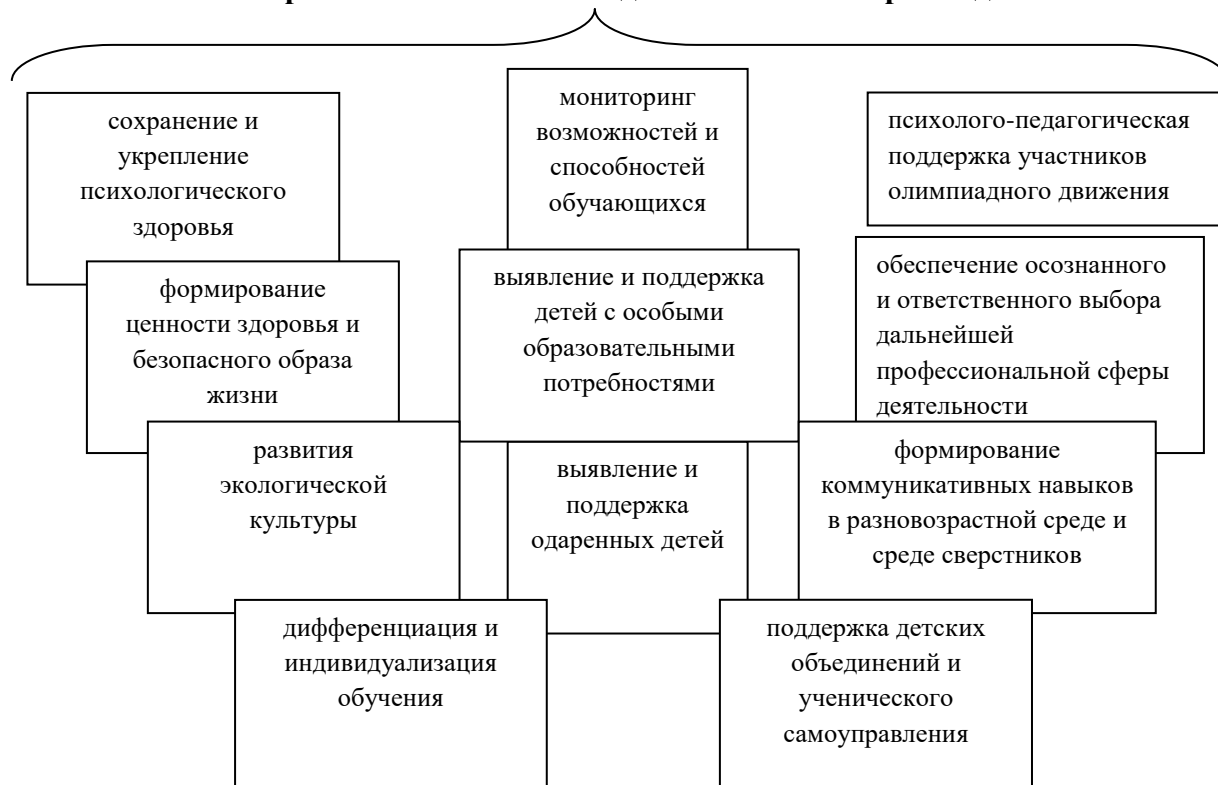 сохранение и
укрепление
психологического
здоровья
мониторинг
возможностей и
способностей
обучающихся
психолого-педагогическая
поддержка участников
олимпиадного движения
формирование
ценности здоровья и
безопасного образа
жизни
выявление и поддержка
детей с особыми
образовательными
потребностями
обеспечение осознанного
и ответственного выбора
дальнейшей
профессиональной сферы
деятельности
развития
экологической
культуры
выявление и
поддержка
одаренных детей
формирование
коммуникативных навыков
в разновозрастной среде и
среде сверстников
дифференциация и
индивидуализация
обучения
поддержка детских
объединений и
ученического
самоуправления